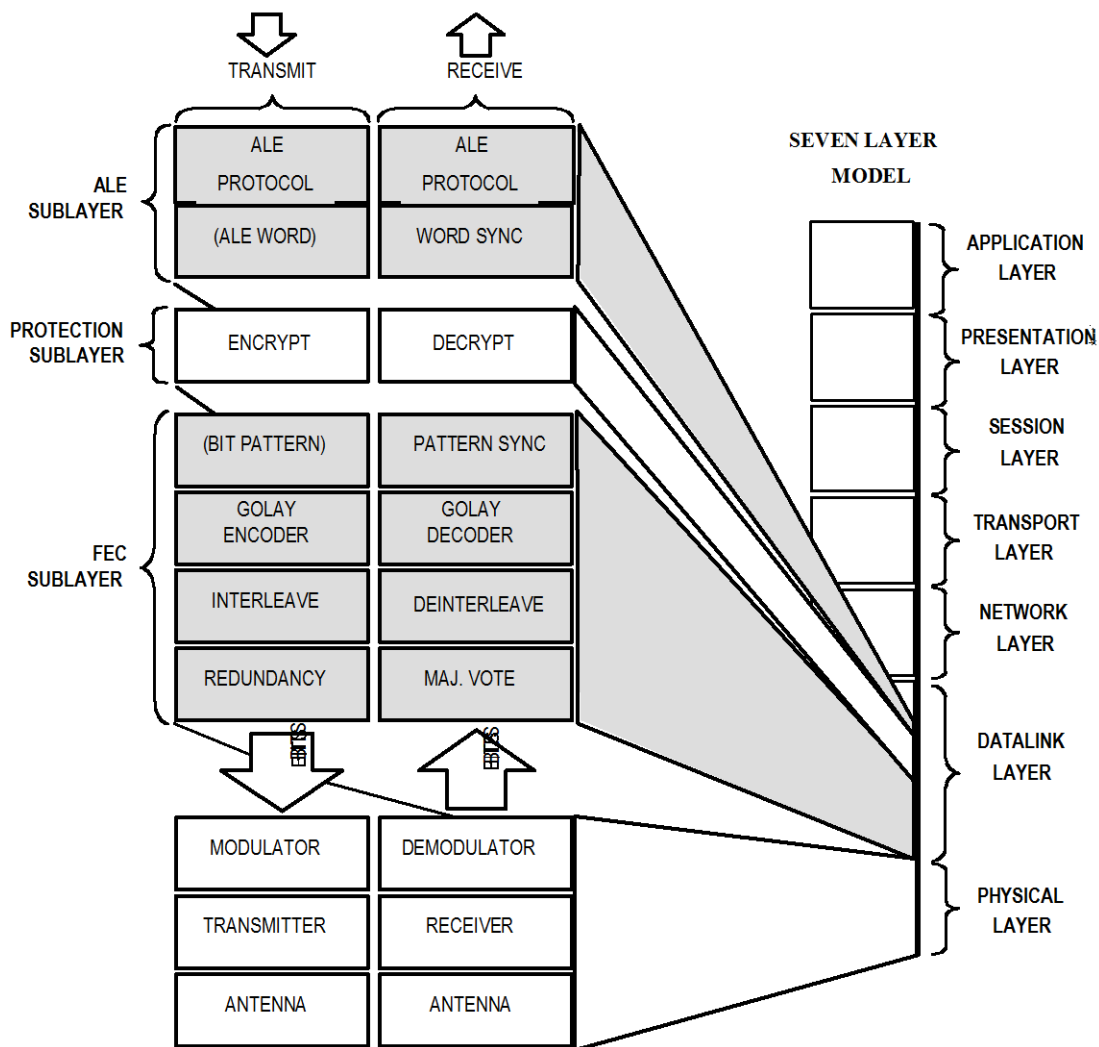 TRANSMIT
RECEIVE
ALE
PROTOCOL
ALE
PROTOCOL
(ALE WORD)
WORD SYNC
ALE
SUBLAYER
ENCRYPT
DECRYPT
PROTECTION
SUBLAYER
(BIT PATTERN)
PATTERN SYNC
GOLAY
ENCODER
GOLAY
DECODER
INTERLEAVE
DEINTERLEAVE
REDUNDANCY
MAJ. VOTE
FEC
SUBLAYER
MODULATOR
DEMODULATOR
TRANSMITTER
RECEIVER
ANTENNA
ANTENNA
SEVEN LAYER
MODEL
APPLICATION
LAYER
PRESENTATION
LAYER
SESSION
LAYER
TRANSPORT
LAYER
NETWORK
LAYER
DATALINK
LAYER
PHYSICAL
LAYER